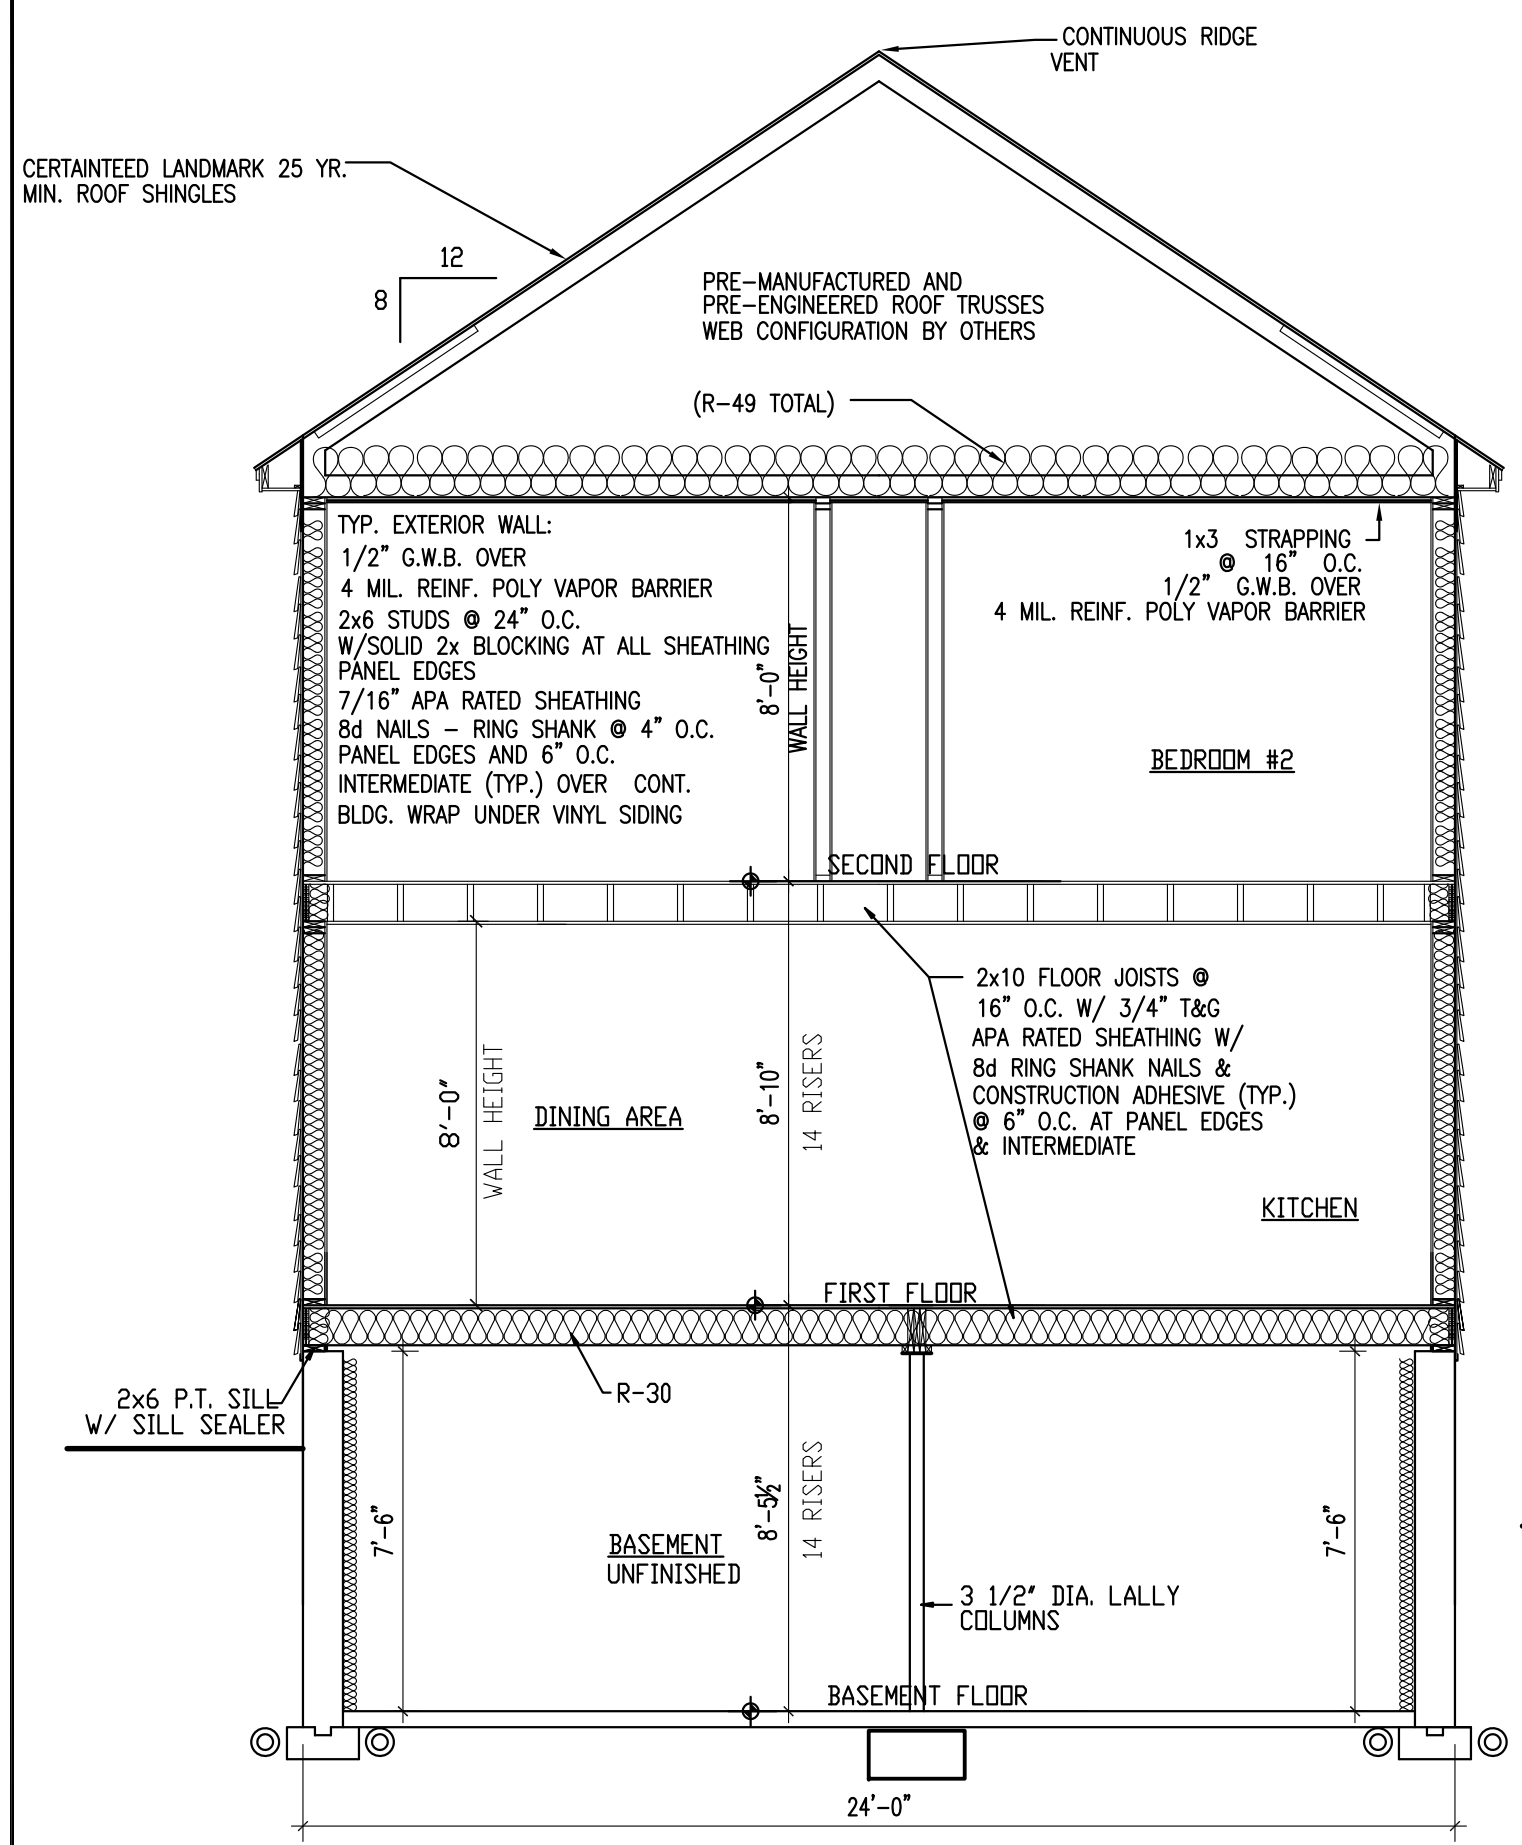 CONTINUOUS RIDGE
VENT
CERTAINTEED LANDMARK 25 YR.
MIN. ROOF SHINGLES
12
8
PRE-MANUFACTURED AND
PRE-ENGINEERED ROOF TRUSSES
WEB CONFIGURATION BY OTHERS
(R-49 TOTAL)
TYP. EXTERIOR WALL:
1/2" G.W.B. OVER
4 MIL. REINF. POLY VAPOR BARRIER
2x6 STUDS @ 24" O.C.
W/SOLID 2x BLOCKING AT ALL SHEATHING
PANEL EDGES
7/16" APA RATED SHEATHING
8d NAILS - RING SHANK @ 4" O.C.
PANEL EDGES AND 6" O.C.
INTERMEDIATE (TYP.) OVER CONT.
BLDG. WRAP UNDER VINYL SIDING
8'-0"
WALL HEIGHT
1x3 STRAPPING
@ 16" O.C.
1/2" G.W.B. OVER
4 MIL. REINF. POLY VAPOR BARRIER
BEDROOM #2
SECOND FLOOR
2x10 FLOOR JOISTS @
16" O.C. W/ 3/4" T&G
APA RATED SHEATHING W/
8d RING SHANK NAILS &
CONSTRUCTION ADHESIVE (TYP.)
@ 6" O.C. AT PANEL EDGES
& INTERMEDIATE
8'-0"
WALL HEIGHT
DINING AREA
8'-10"
14 RISERS
KITCHEN
FIRST FLOOR
2x6 P.T. SILL
W/ SILL SEALER
R-30
7'-6"
BASEMENT
UNFINISHED
8'-5½"
14 RISERS
7'-6"
3 1/2" DIA. LALLY
COLUMNS
BASEMENT FLOOR
24'-0"